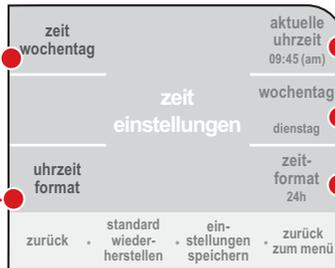 zeit
wochentag
aktuelle
uhrzeit
09:45 (am)
zeit
einstellungen
wochentag
dienstag
uhrzeit
format
zeit-
format
24h
zurück
standard
wieder-
herstellen
ein-
stellungen
speichern
zurück
zum menü